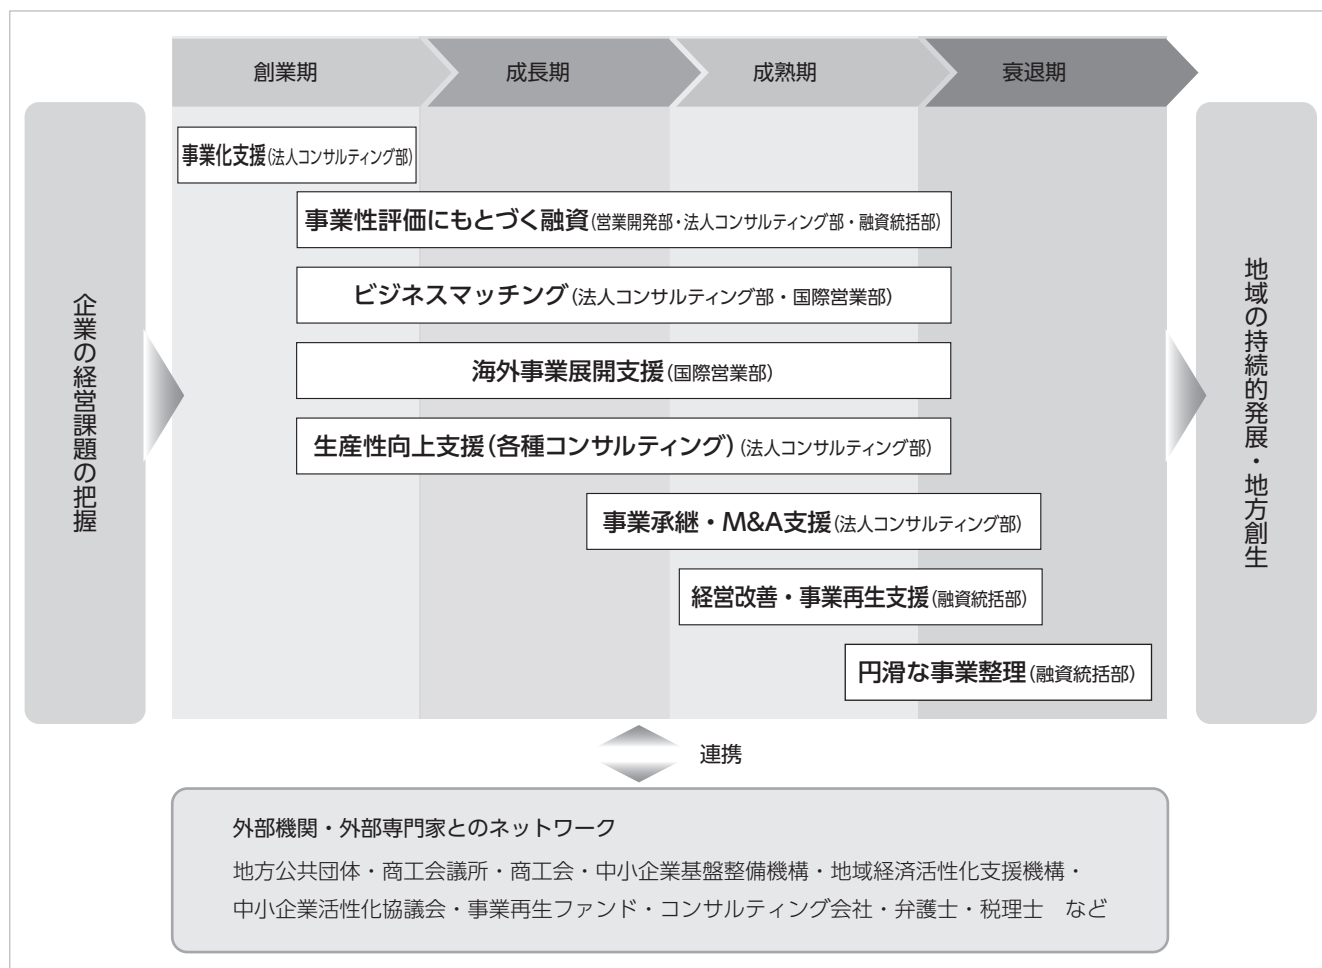 創業期
成長期
成熟期
衰退期
企業の経営課題の把握
事業化支援(法人コンサルティング部)
事業性評価にもとづく融資(営業開発部・法人コンサルティング部・融資統括部)
ビジネスマッチング(法人コンサルティング部・国際営業部)
海外事業展開支援(国際営業部)
生産性向上支援(各種コンサルティング)(法人コンサルティング部)
事業承継・M&A支援(法人コンサルティング部)
経営改善・事業再生支援(融資統括部)
円滑な事業整理(融資統括部)
地域の持続的発展・地方創生
連携
外部機関・外部専門家とのネットワーク
地方公共団体・商工会議所・商工会・中小企業基盤整備機構・地域経済活性化支援機構・
中小企業活性化協議会・事業再生ファンド・コンサルティング会社・弁護士・税理士　など